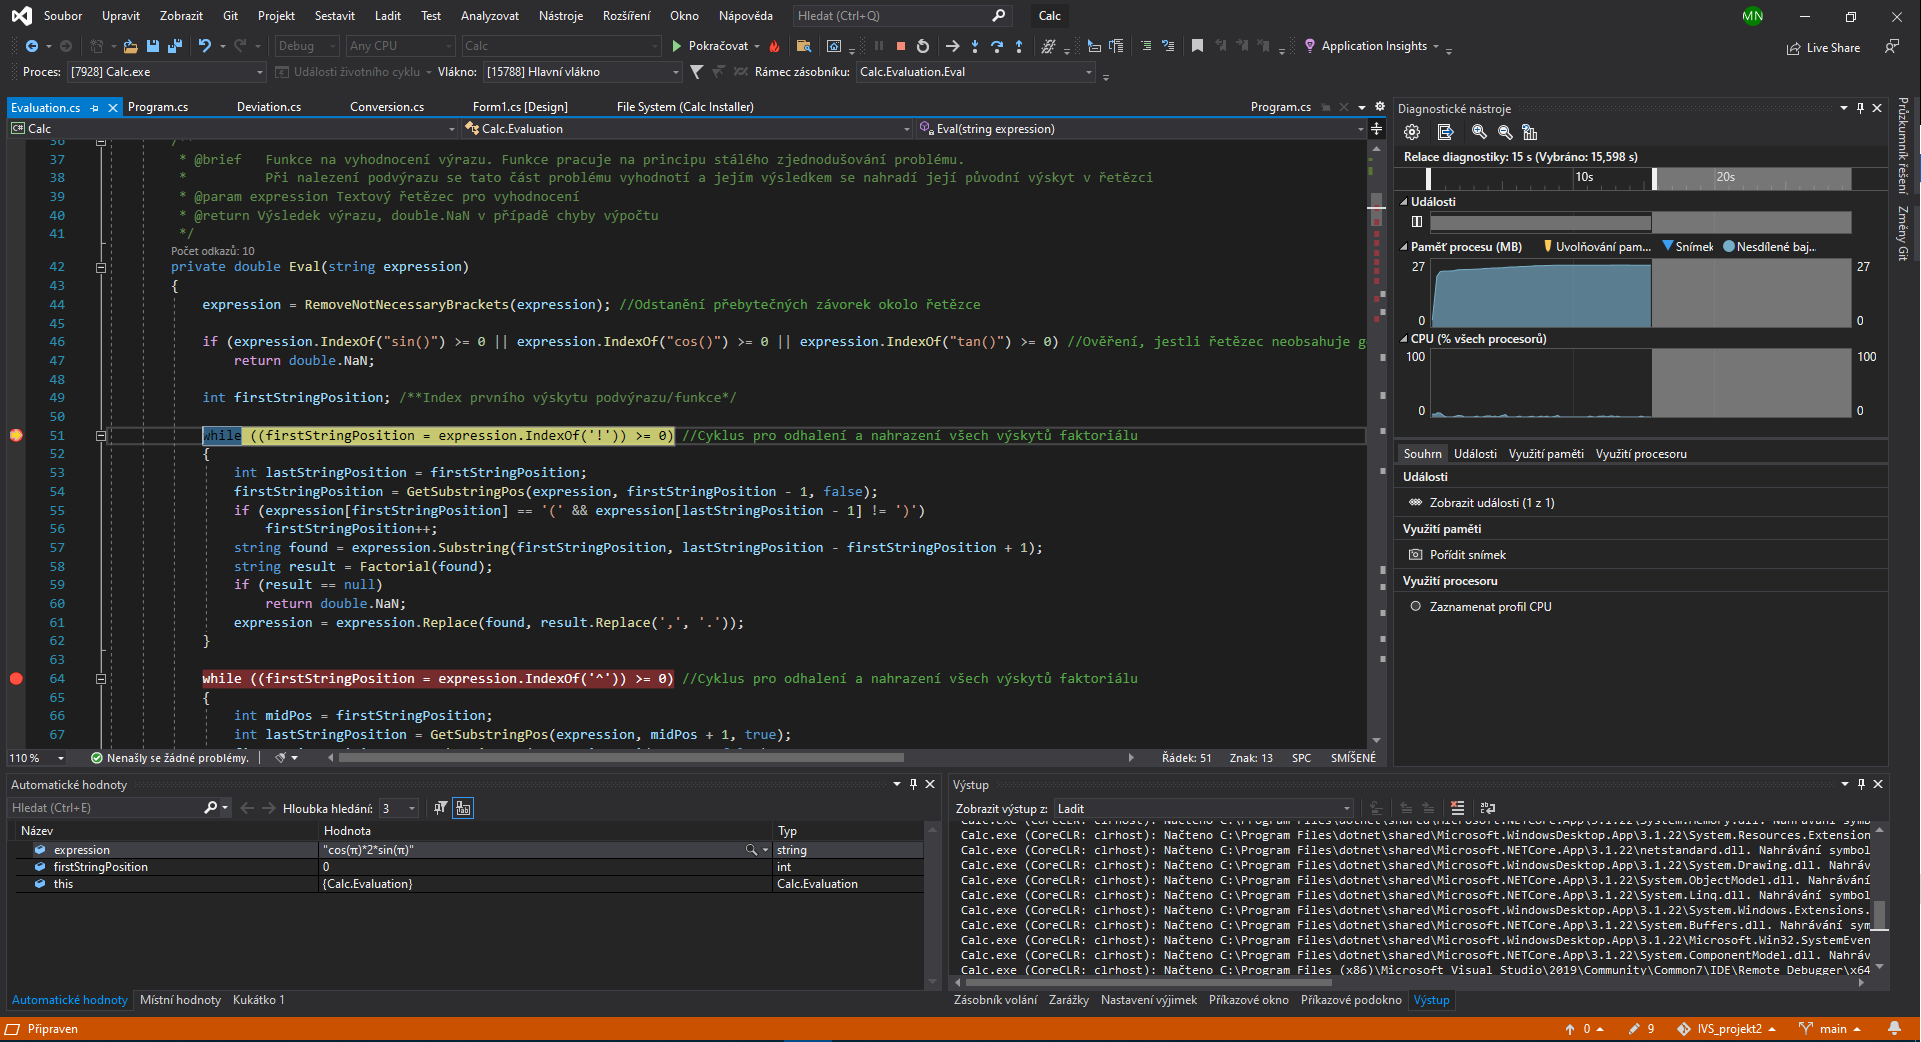 Soubor Upravit Zobrazit Git Projekt Sestavit Ladit Test Analyzovat Nástroje Rozšíření Okno Nápověda Hledat (Ctrl+Q) Calc MN
Debug Any CPU Calc Pokračovat Application Insights Live Share
Proces: [7928] Calc.exe Události životního cyklu Vlákno: [15788] Hlavní vlákno Rámec zásobníku: Calc.Evaluation.Eval
Evaluation.cs Program.cs Deviation.cs Conversion.cs Form1.cs [Design] File System (Calc Installer) Program.cs
Calc Calc.Evaluation Eval(string expression)
36 /**
37 * @brief Funkce na vyhodnocení výrazu. Funkce pracuje na principu stálého zjednodušování problému.
38 * Při nalezení podvýrazu se tato část problému vyhodnotí a jejím výsledkem se nahradí její původní výskyt v řetězci
39 * @param expression Textový řetězec pro vyhodnocení
40 * @return Výsledek výrazu, double.NaN v případě chyby výpočtu
41 */
Počet odkazů: 10
42 private double Eval(string expression)
43 {
44 expression = RemoveNotNecessaryBrackets(expression); //Odstanění přebytečných závorek okolo řetězce
45
46 if (expression.IndexOf("sin()") >= 0 || expression.IndexOf("cos()") >= 0 || expression.IndexOf("tan()") >= 0) //Ověření, jestli řetězec neobsahuje g
47 return double.NaN;
48
49 int firstStringPosition; /**Index prvního výskytu podvýrazu/funkce*/
50
51 while ((firstStringPosition = expression.IndexOf('!')) >= 0) //Cyklus pro odhalení a nahrazení všech výskytů faktoriálu
52 {
53 int lastStringPosition = firstStringPosition;
54 firstStringPosition = GetSubstringPos(expression, firstStringPosition - 1, false);
55 if (expression[firstStringPosition] == '(' && expression[lastStringPosition - 1] != ')')
56 firstStringPosition++;
57 string found = expression.Substring(firstStringPosition, lastStringPosition - firstStringPosition + 1);
58 string result = Factorial(found);
59 if (result == null)
60 return double.NaN;
61 expression = expression.Replace(found, result.Replace(',', '.'));
62 }
63
64 while ((firstStringPosition = expression.IndexOf('^')) >= 0) //Cyklus pro odhalení a nahrazení všech výskytů faktoriálu
65 {
66 int midPos = firstStringPosition;
67 int lastStringPosition = GetSubstringPos(expression, midPos + 1, true);
110 % Nenašly se žádné problémy. Řádek: 51 Znak: 13 SPC SMÍŠENÉ
Diagnostické nástroje
Relace diagnostiky: 15 s (Vybráno: 15,598 s)
10s 20s
Události
Paměť procesu (MB) Uvolňování pam... Snímek Nesdílené baj...
27 27
0 0
CPU (% všech procesorů)
100 100
0 0
Souhrn Události Využití paměti Využití procesoru
Události
Zobrazit události (1 z 1)
Využití paměti
Pořídit snímek
Využití procesoru
Zaznamenat profil CPU
Průzkumník řešení
Změny Git
Automatické hodnoty
Hledat (Ctrl+E) Hloubka hledání: 3
Název Hodnota Typ
expression "cos(π)*2*sin(π)" string
firstStringPosition 0 int
this {Calc.Evaluation} Calc.Evaluation
Automatické hodnoty Místní hodnoty Kukátko 1
Výstup
Zobrazit výstup z: Ladit
Calc.exe (CoreCLR: clrhost): Načteno C:\Program Files\dotnet\shared\Microsoft.NETCore.App\3.1.22\System.Memory.dll. Nahrávání symb
Calc.exe (CoreCLR: clrhost): Načteno C:\Program Files\dotnet\shared\Microsoft.WindowsDesktop.App\3.1.22\System.Resources.Extension
Calc.exe (CoreCLR: clrhost): Načteno C:\Program Files\dotnet\shared\Microsoft.NETCore.App\3.1.22\netstandard.dll. Nahrávání symbol
Calc.exe (CoreCLR: clrhost): Načteno C:\Program Files\dotnet\shared\Microsoft.WindowsDesktop.App\3.1.22\System.Drawing.dll. Nahráv
Calc.exe (CoreCLR: clrhost): Načteno C:\Program Files\dotnet\shared\Microsoft.NETCore.App\3.1.22\System.ObjectModel.dll. Nahrávání
Calc.exe (CoreCLR: clrhost): Načteno C:\Program Files\dotnet\shared\Microsoft.NETCore.App\3.1.22\System.Linq.dll. Nahrávání symbol
Calc.exe (CoreCLR: clrhost): Načteno C:\Program Files\dotnet\shared\Microsoft.WindowsDesktop.App\3.1.22\System.Windows.Extensions.
Calc.exe (CoreCLR: clrhost): Načteno C:\Program Files\dotnet\shared\Microsoft.NETCore.App\3.1.22\System.Buffers.dll. Nahrávání sym
Calc.exe (CoreCLR: clrhost): Načteno C:\Program Files\dotnet\shared\Microsoft.WindowsDesktop.App\3.1.22\Microsoft.Win32.SystemEven
Calc.exe (CoreCLR: clrhost): Načteno C:\Program Files\dotnet\shared\Microsoft.NETCore.App\3.1.22\System.ComponentModel.dll. Nahráv
Calc.exe (CoreCLR: clrhost): Načteno C:\Program Files (x86)\Microsoft Visual Studio\2019\Community\Common7\IDE\Remote Debugger\x64
Zásobník volání Zarážky Nastavení výjimek Příkazové okno Příkazové podokno Výstup
Připraven 0 9 IVS_projekt2 main